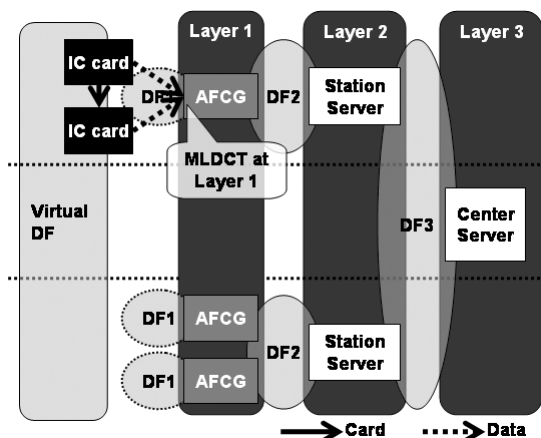 Layer 1
Layer 2
Layer 3
IC card
DF1
AFCG
DF2
Station
Server
IC card
MLDCT at
Layer 1
Virtual
DF
DF3
Center
Server
DF1
AFCG
DF2
Station
Server
DF1
AFCG
Card
Data